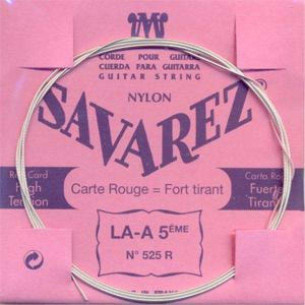 CORDE POUR GUITARE
CUERDA PARA GUITARRA
GUITAR STRING
NYLON
SAVAREZ
Red Card
High
Tension
Carte Rouge = Fort tirant
Carta Roja
Fuerte
LA-A 5ÈME
N° 525 R